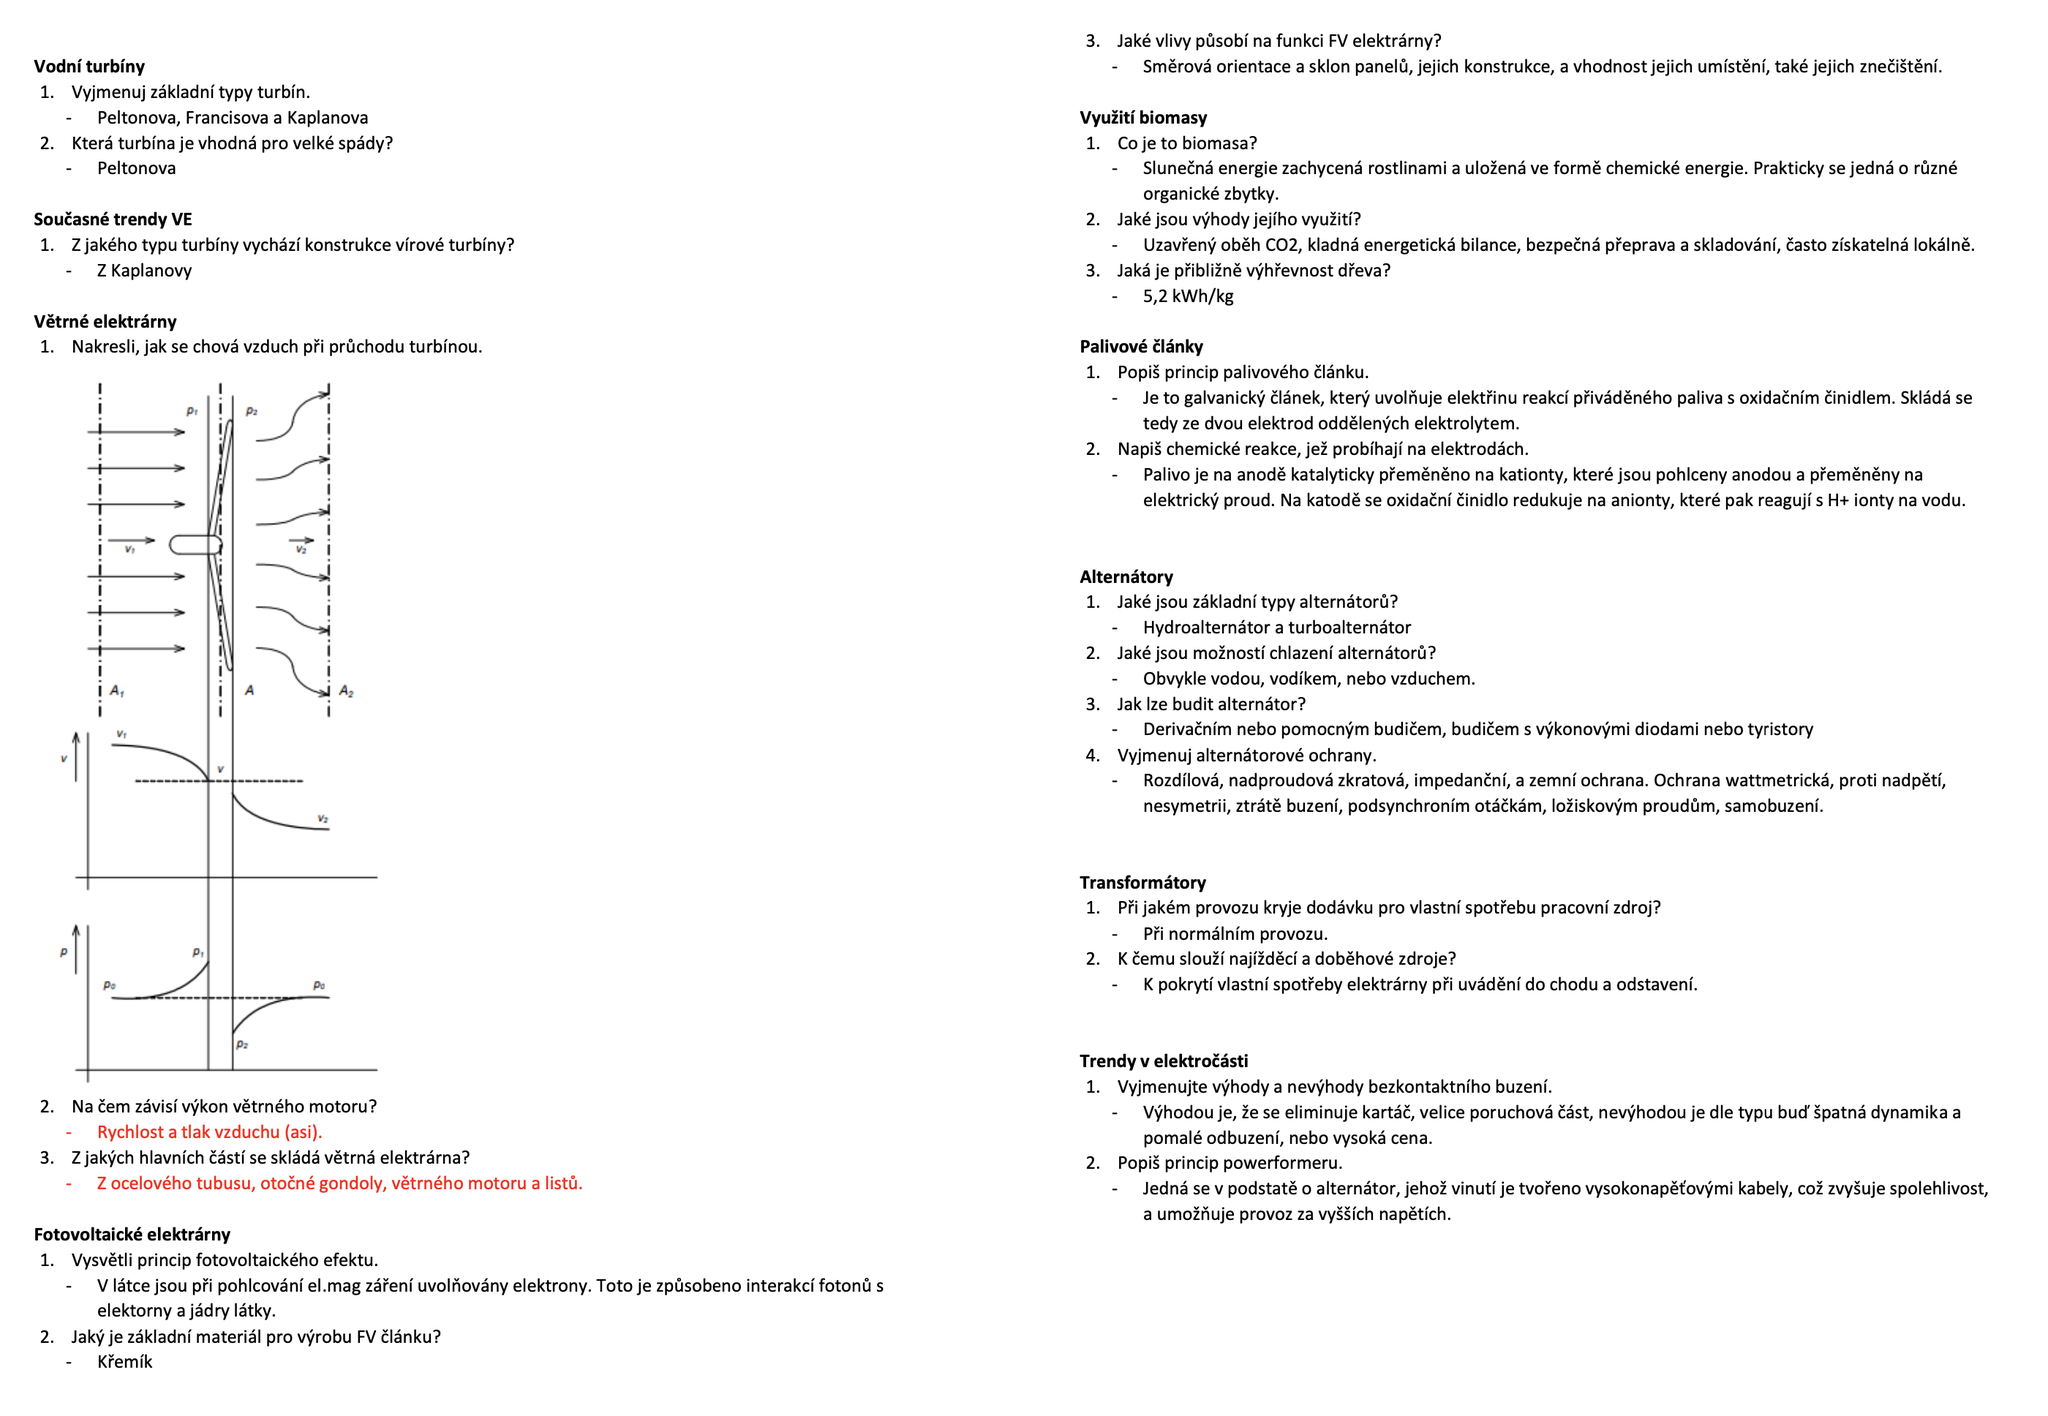 Vodní turbíny
1. Vyjmenuj základní typy turbín.
- Peltonova, Francisova a Kaplanova
2. Která turbína je vhodná pro velké spády?
- Peltonova
Současné trendy VE
1. Z jakého typu turbíny vychází konstrukce vírové turbíny?
- Z Kaplanovy
Větrné elektrárny
1. Nakresli, jak se chová vzduch při průchodu turbínou.
p₁ p₂
v₁ v₂
A₁ A A₂
v₁
v v
v₂
p p₁
p₀ p₀
p₂
2. Na čem závisí výkon větrného motoru?
- Rychlost a tlak vzduchu (asi).
3. Z jakých hlavních částí se skládá větrná elektrárna?
- Z ocelového tubusu, otočné gondoly, větrného motoru a listů.
Fotovoltaické elektrárny
1. Vysvětli princip fotovoltaického efektu.
- V látce jsou při pohlcování el.mag záření uvolňovány elektrony. Toto je způsobeno interakcí fotonů s
elektorny a jádry látky.
2. Jaký je základní materiál pro výrobu FV článku?
- Křemík
3. Jaké vlivy působí na funkci FV elektrárny?
- Směrová orientace a sklon panelů, jejich konstrukce, a vhodnost jejich umístění, také jejich znečištění.
Využití biomasy
1. Co je to biomasa?
- Slunečná energie zachycená rostlinami a uložená ve formě chemické energie. Prakticky se jedná o různé
organické zbytky.
2. Jaké jsou výhody jejího využití?
- Uzavřený oběh CO2, kladná energetická bilance, bezpečná přeprava a skladování, často získatelná lokálně.
3. Jaká je přibližně výhřevnost dřeva?
- 5,2 kWh/kg
Palivové články
1. Popiš princip palivového článku.
- Je to galvanický článek, který uvolňuje elektřinu reakcí přiváděného paliva s oxidačním činidlem. Skládá se
tedy ze dvou elektrod oddělených elektrolytem.
2. Napiš chemické reakce, jež probíhají na elektrodách.
- Palivo je na anodě katalyticky přeměněno na kationty, které jsou pohlceny anodou a přeměněny na
elektrický proud. Na katodě se oxidační činidlo redukuje na anionty, které pak reagují s H+ ionty na vodu.
Alternátory
1. Jaké jsou základní typy alternátorů?
- Hydroalternátor a turboalternátor
2. Jaké jsou možností chlazení alternátorů?
- Obvykle vodou, vodíkem, nebo vzduchem.
3. Jak lze budit alternátor?
- Derivačním nebo pomocným budičem, budičem s výkonovými diodami nebo tyristory
4. Vyjmenuj alternátorové ochrany.
- Rozdílová, nadproudová zkratová, impedanční, a zemní ochrana. Ochrana wattmetrická, proti nadpětí,
nesymetrii, ztrátě buzení, podsynchroním otáčkám, ložiskovým proudům, samobuzení.
Transformátory
1. Při jakém provozu kryje dodávku pro vlastní spotřebu pracovní zdroj?
- Při normálním provozu.
2. K čemu slouží najížděcí a doběhové zdroje?
- K pokrytí vlastní spotřeby elektrárny při uvádění do chodu a odstavení.
Trendy v elektročásti
1. Vyjmenujte výhody a nevýhody bezkontaktního buzení.
- Výhodou je, že se eliminuje kartáč, velice poruchová část, nevýhodou je dle typu buď špatná dynamika a
pomalé odbuzení, nebo vysoká cena.
2. Popiš princip powerformeru.
- Jedná se v podstatě o alternátor, jehož vinutí je tvořeno vysokonapěťovými kabely, což zvyšuje spolehlivost,
a umožňuje provoz za vyšších napětích.